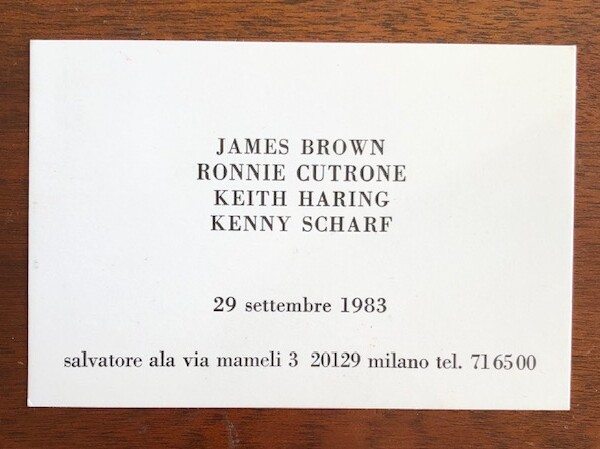 JAMES BROWN
RONNIE CUTRONE
KEITH HARING
KENNY SCHARF
29 settembre 1983
salvatore ala via mameli 3 20129 milano tel. 716500